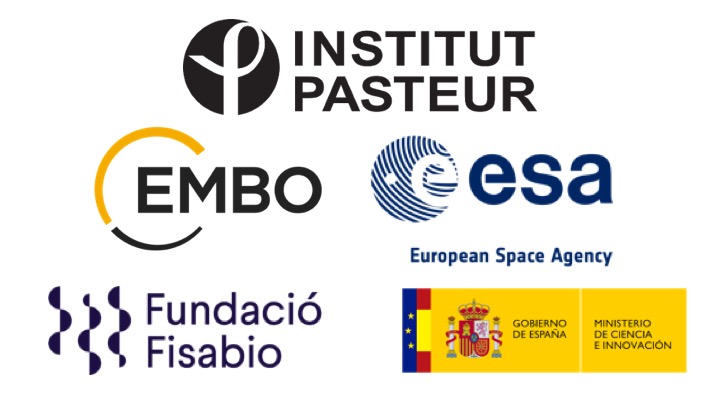 INSTITUT
PASTEUR
EMBO
esa
European Space Agency
Fundació
Fisabio
GOBIERNO
DE ESPAÑA
MINISTERIO
DE CIENCIA
E INNOVACIÓN